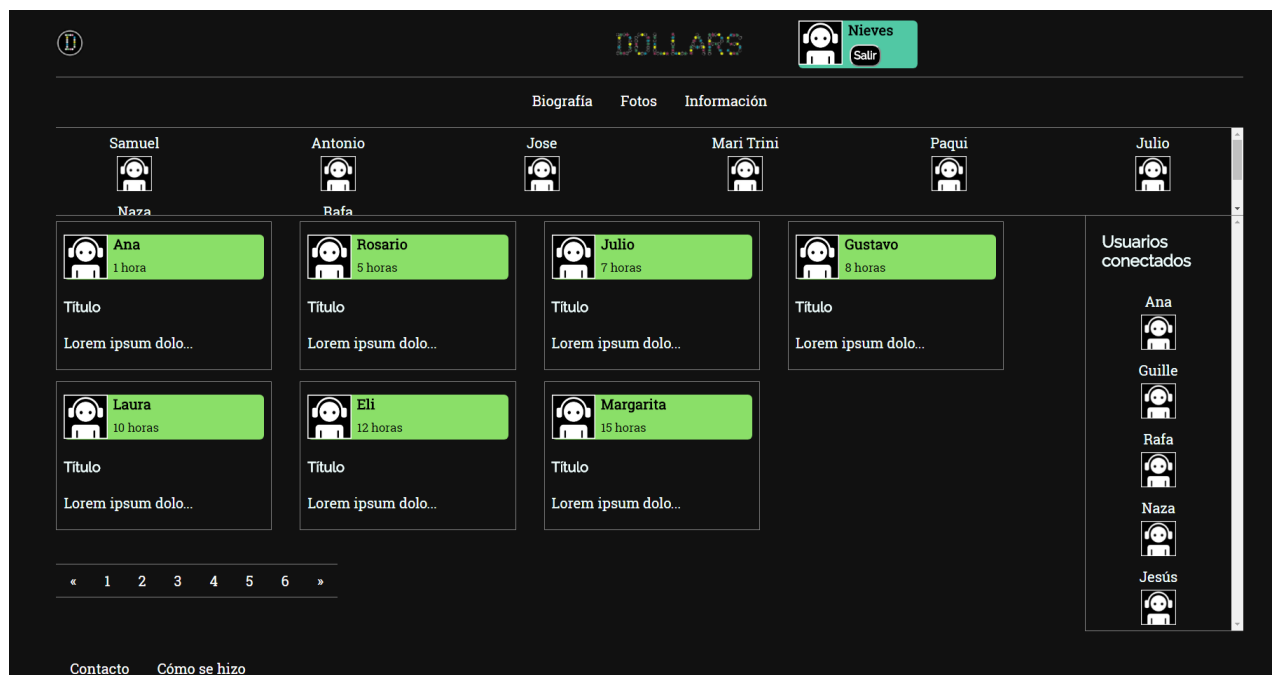 D
DOLLARS
Nieves
Salir
Biografía Fotos Información
Samuel Antonio Jose Mari Trini Paqui Julio
Naza Rafa
Ana
1 hora
Título
Lorem ipsum dolo...
Rosario
5 horas
Título
Lorem ipsum dolo...
Julio
7 horas
Título
Lorem ipsum dolo...
Gustavo
8 horas
Título
Lorem ipsum dolo...
Laura
10 horas
Título
Lorem ipsum dolo...
Eli
12 horas
Título
Lorem ipsum dolo...
Margarita
15 horas
Título
Lorem ipsum dolo...
Usuarios
conectados
Ana
Guille
Rafa
Naza
Jesús
« 1 2 3 4 5 6 »
Contacto Cómo se hizo